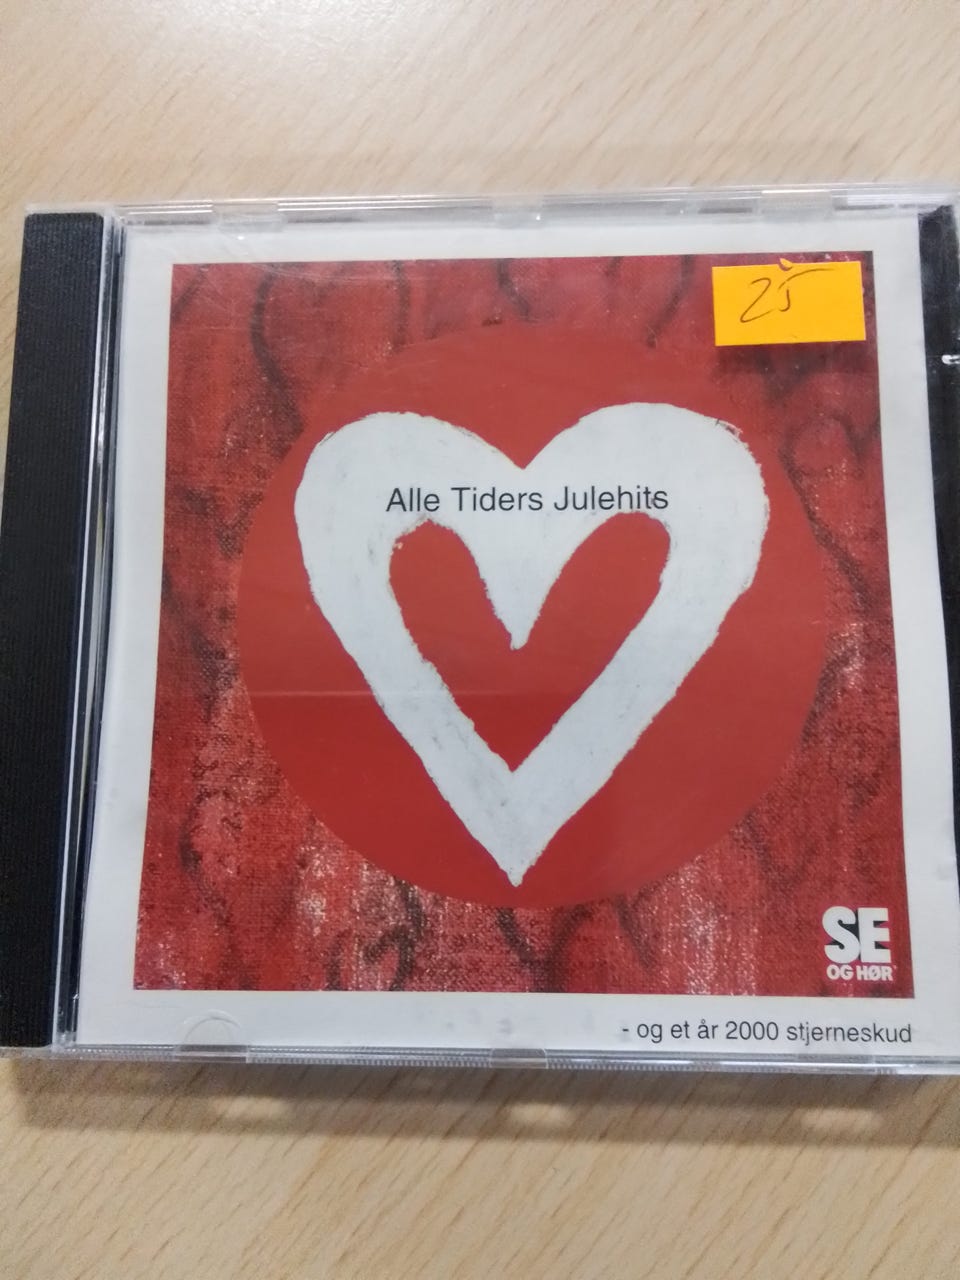 25
Alle Tiders Julehits
SE
OG HØR
- og et år 2000 stjerneskud